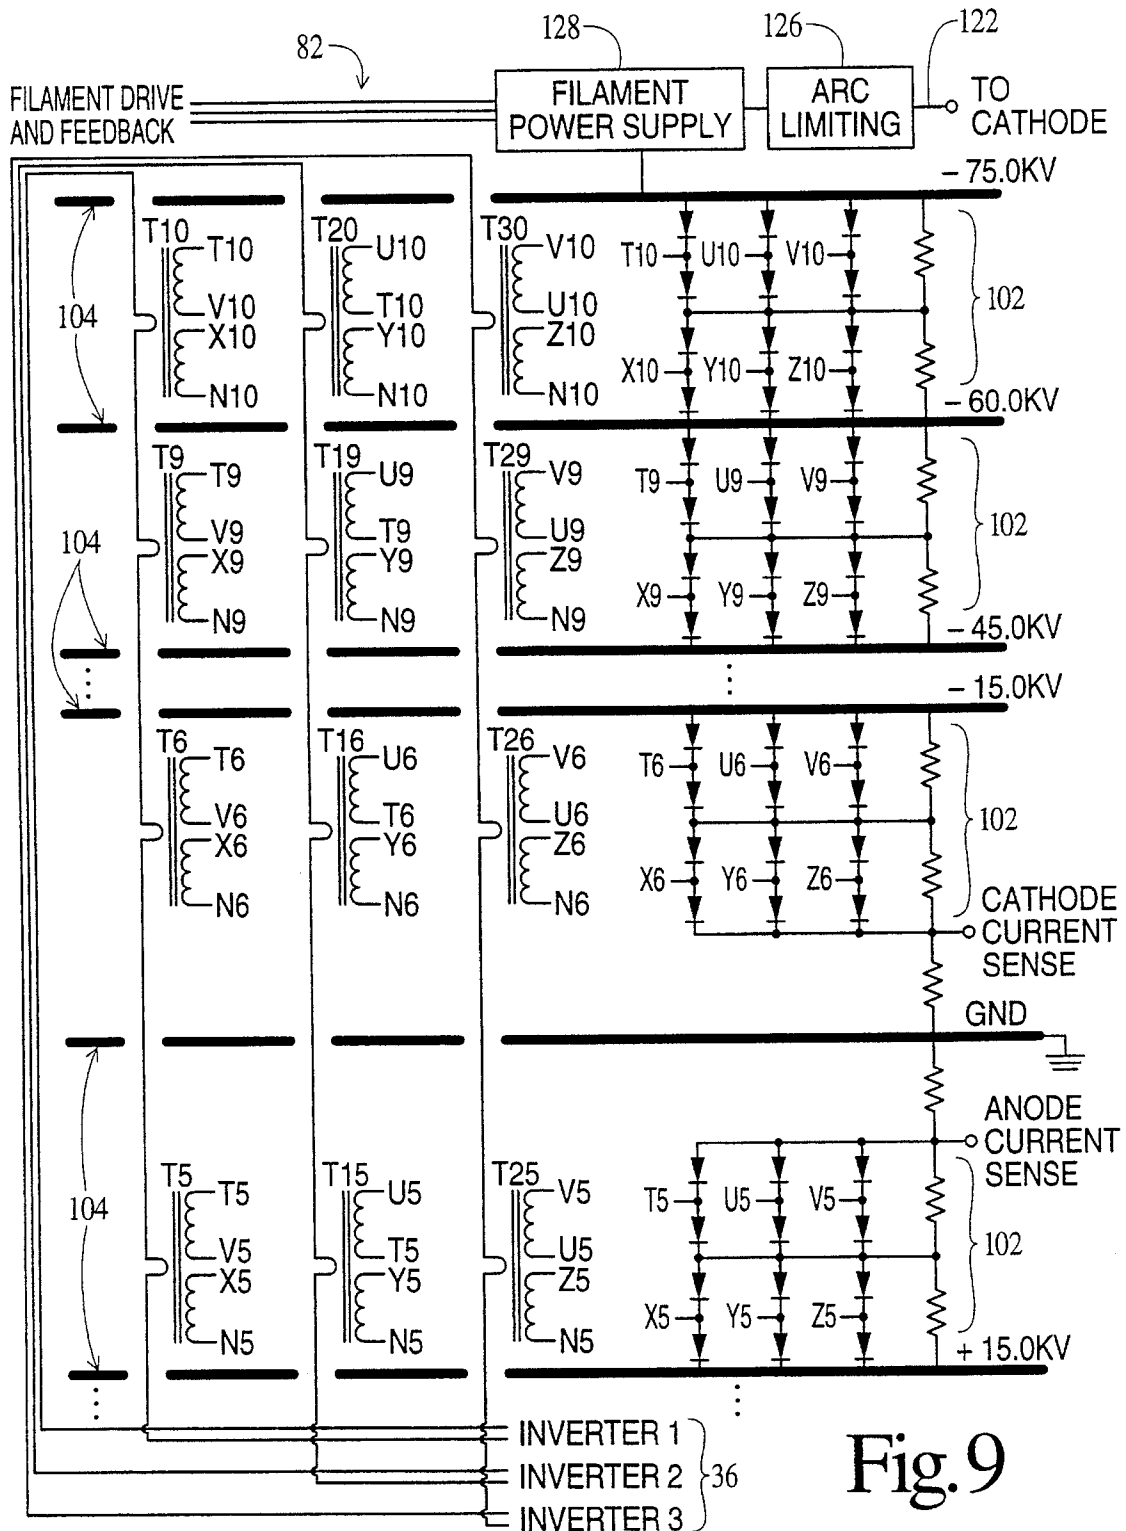 82
128
126
122
FILAMENT DRIVE
AND FEEDBACK
FILAMENT
POWER SUPPLY
ARC
LIMITING
TO
CATHODE
- 75.0KV
104
T10
T10
V10
X10
N10
T20
U10
T10
Y10
N10
T30
V10
U10
Z10
N10
T10
U10
V10
X10
Y10
Z10
102
- 60.0KV
T9
T9
V9
X9
N9
T19
U9
T9
Y9
N9
T29
V9
U9
Z9
N9
T9
U9
V9
X9
Y9
Z9
102
104
- 45.0KV
- 15.0KV
T6
T6
V6
X6
N6
T16
U6
T6
Y6
N6
T26
V6
U6
Z6
N6
T6
U6
V6
X6
Y6
Z6
102
CATHODE
CURRENT
SENSE
GND
ANODE
CURRENT
SENSE
104
T5
T5
V5
X5
N5
T15
U5
T5
Y5
N5
T25
V5
U5
Z5
N5
T5
U5
V5
X5
Y5
Z5
102
+ 15.0KV
INVERTER 1
INVERTER 2
INVERTER 3
36
Fig. 9